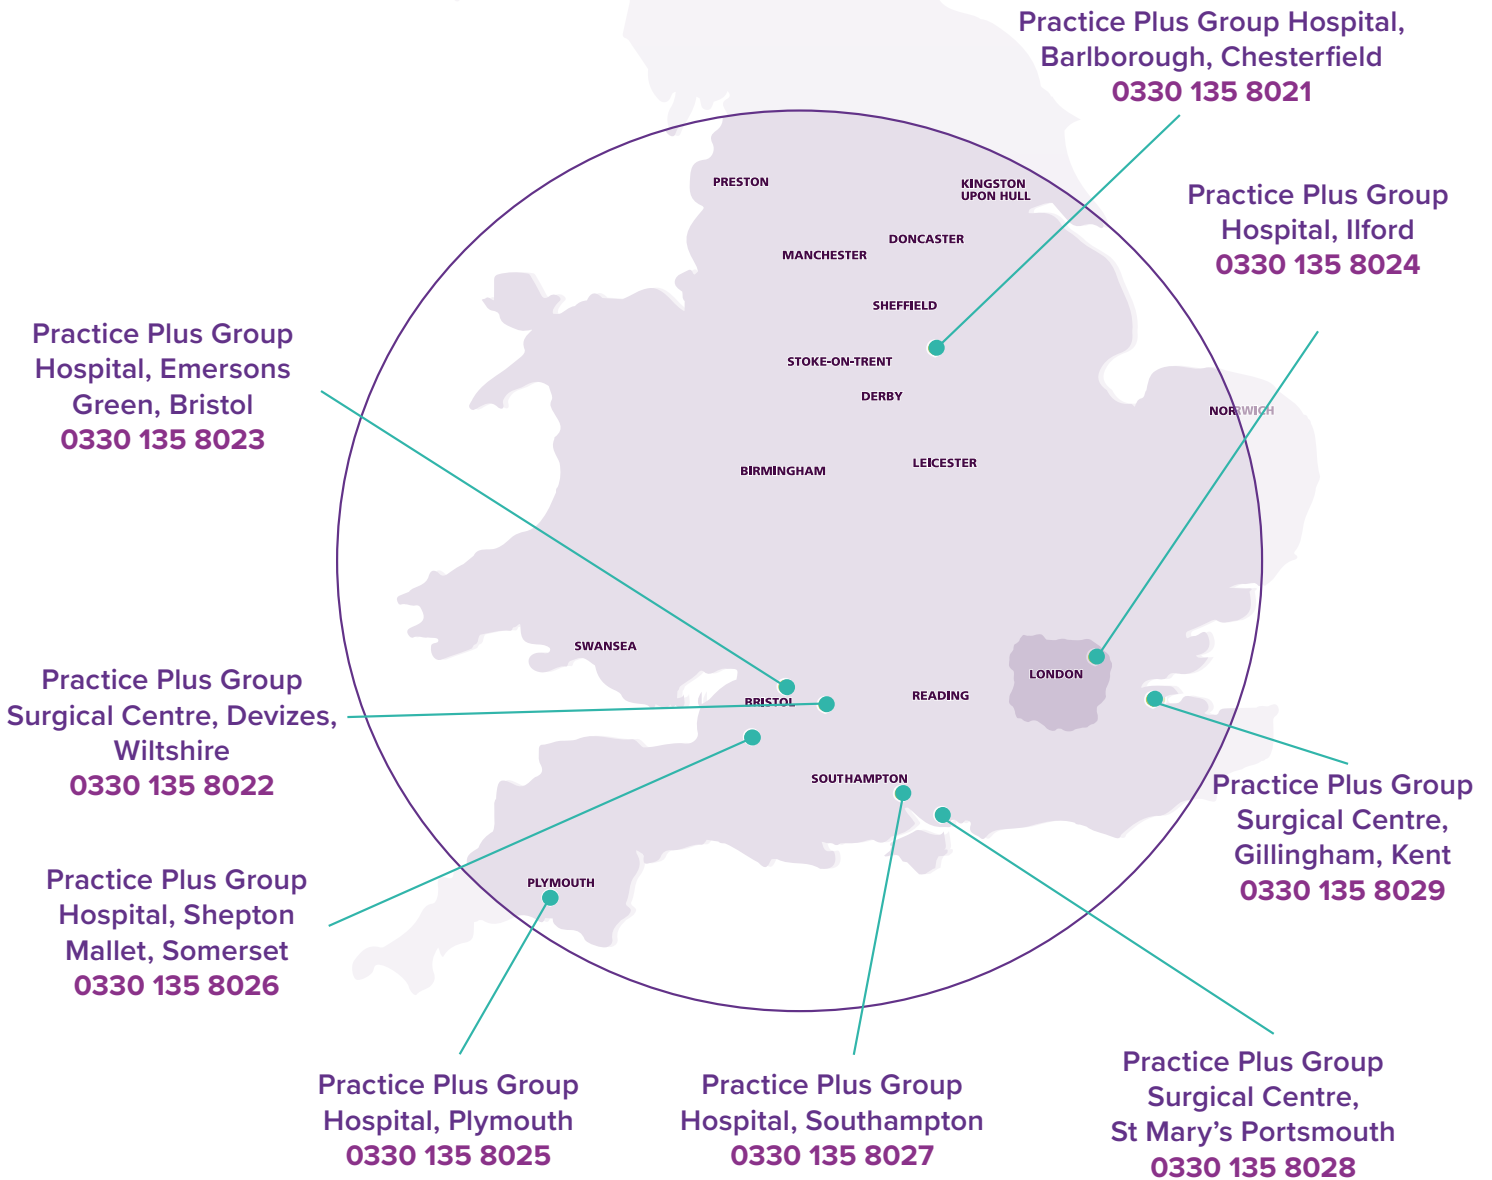 Practice Plus Group Hospital,
Barlborough, Chesterfield
0330 135 8021
Practice Plus Group
Hospital, Ilford
0330 135 8024
Practice Plus Group
Hospital, Emersons
Green, Bristol
0330 135 8023
Practice Plus Group
Surgical Centre, Devizes,
Wiltshire
0330 135 8022
Practice Plus Group
Hospital, Shepton
Mallet, Somerset
0330 135 8026
Practice Plus Group
Hospital, Plymouth
0330 135 8025
Practice Plus Group
Hospital, Southampton
0330 135 8027
Practice Plus Group
Surgical Centre,
St Mary's Portsmouth
0330 135 8028
Practice Plus Group
Surgical Centre,
Gillingham, Kent
0330 135 8029
PRESTON
KINGSTON
UPON HULL
DONCASTER
MANCHESTER
SHEFFIELD
STOKE-ON-TRENT
DERBY
NORWICH
BIRMINGHAM
LEICESTER
SWANSEA
LONDON
READING
BRISTOL
SOUTHAMPTON
PLYMOUTH